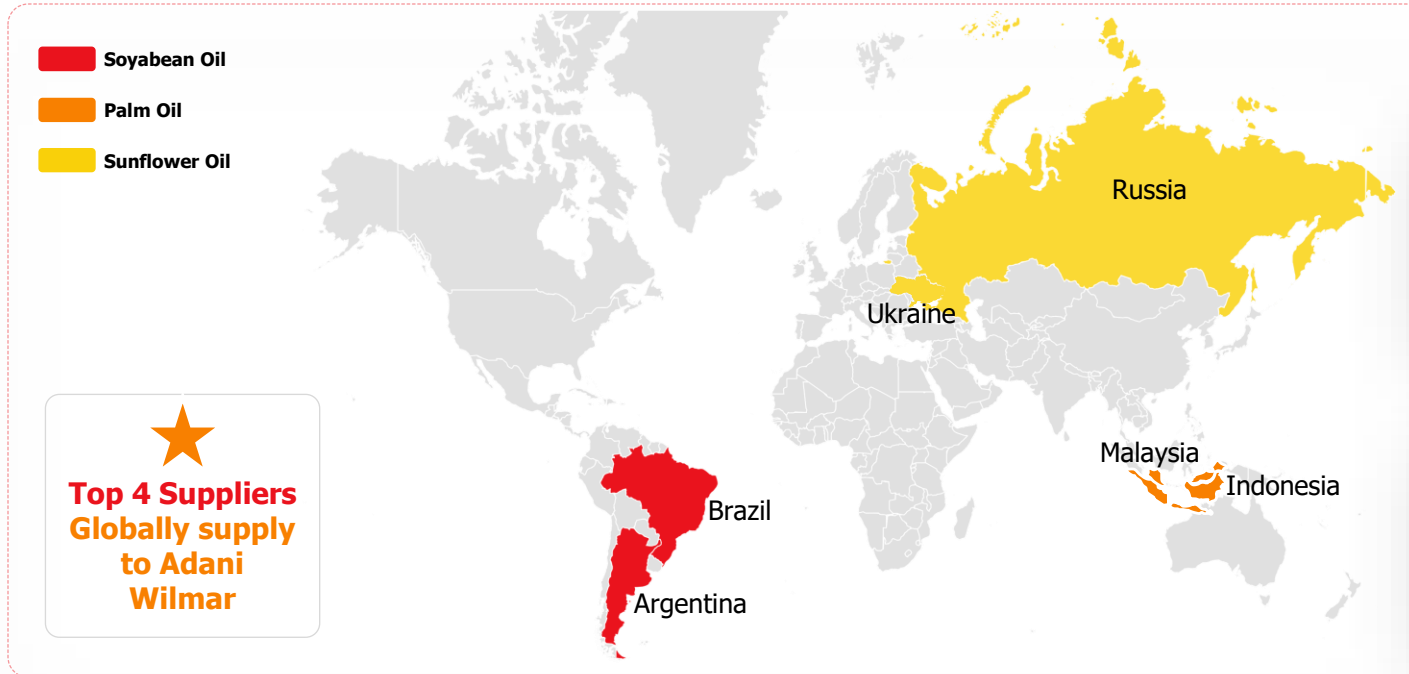 Soyabean Oil
Palm Oil
Sunflower Oil
Russia
Ukraine
Malaysia
Indonesia
Brazil
Argentina
Top 4 Suppliers
Globally supply
to Adani
Wilmar